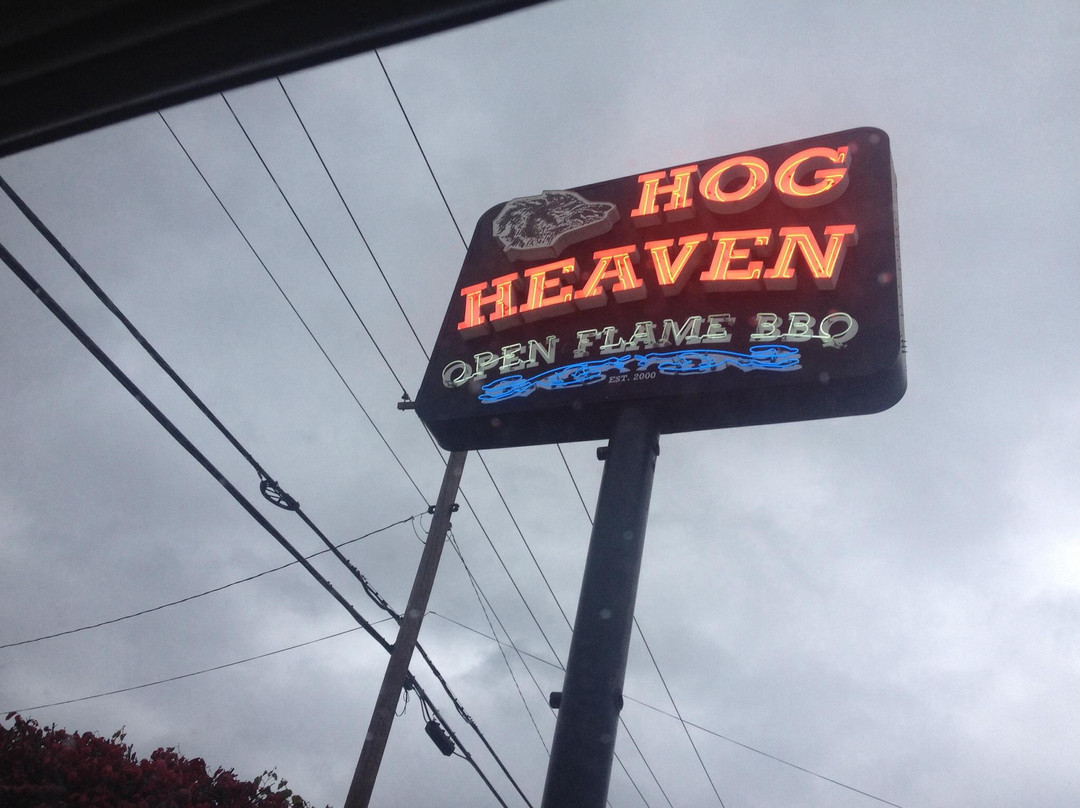 HOG
HEAVEN
OPEN FLAME BBQ
EST. 2000